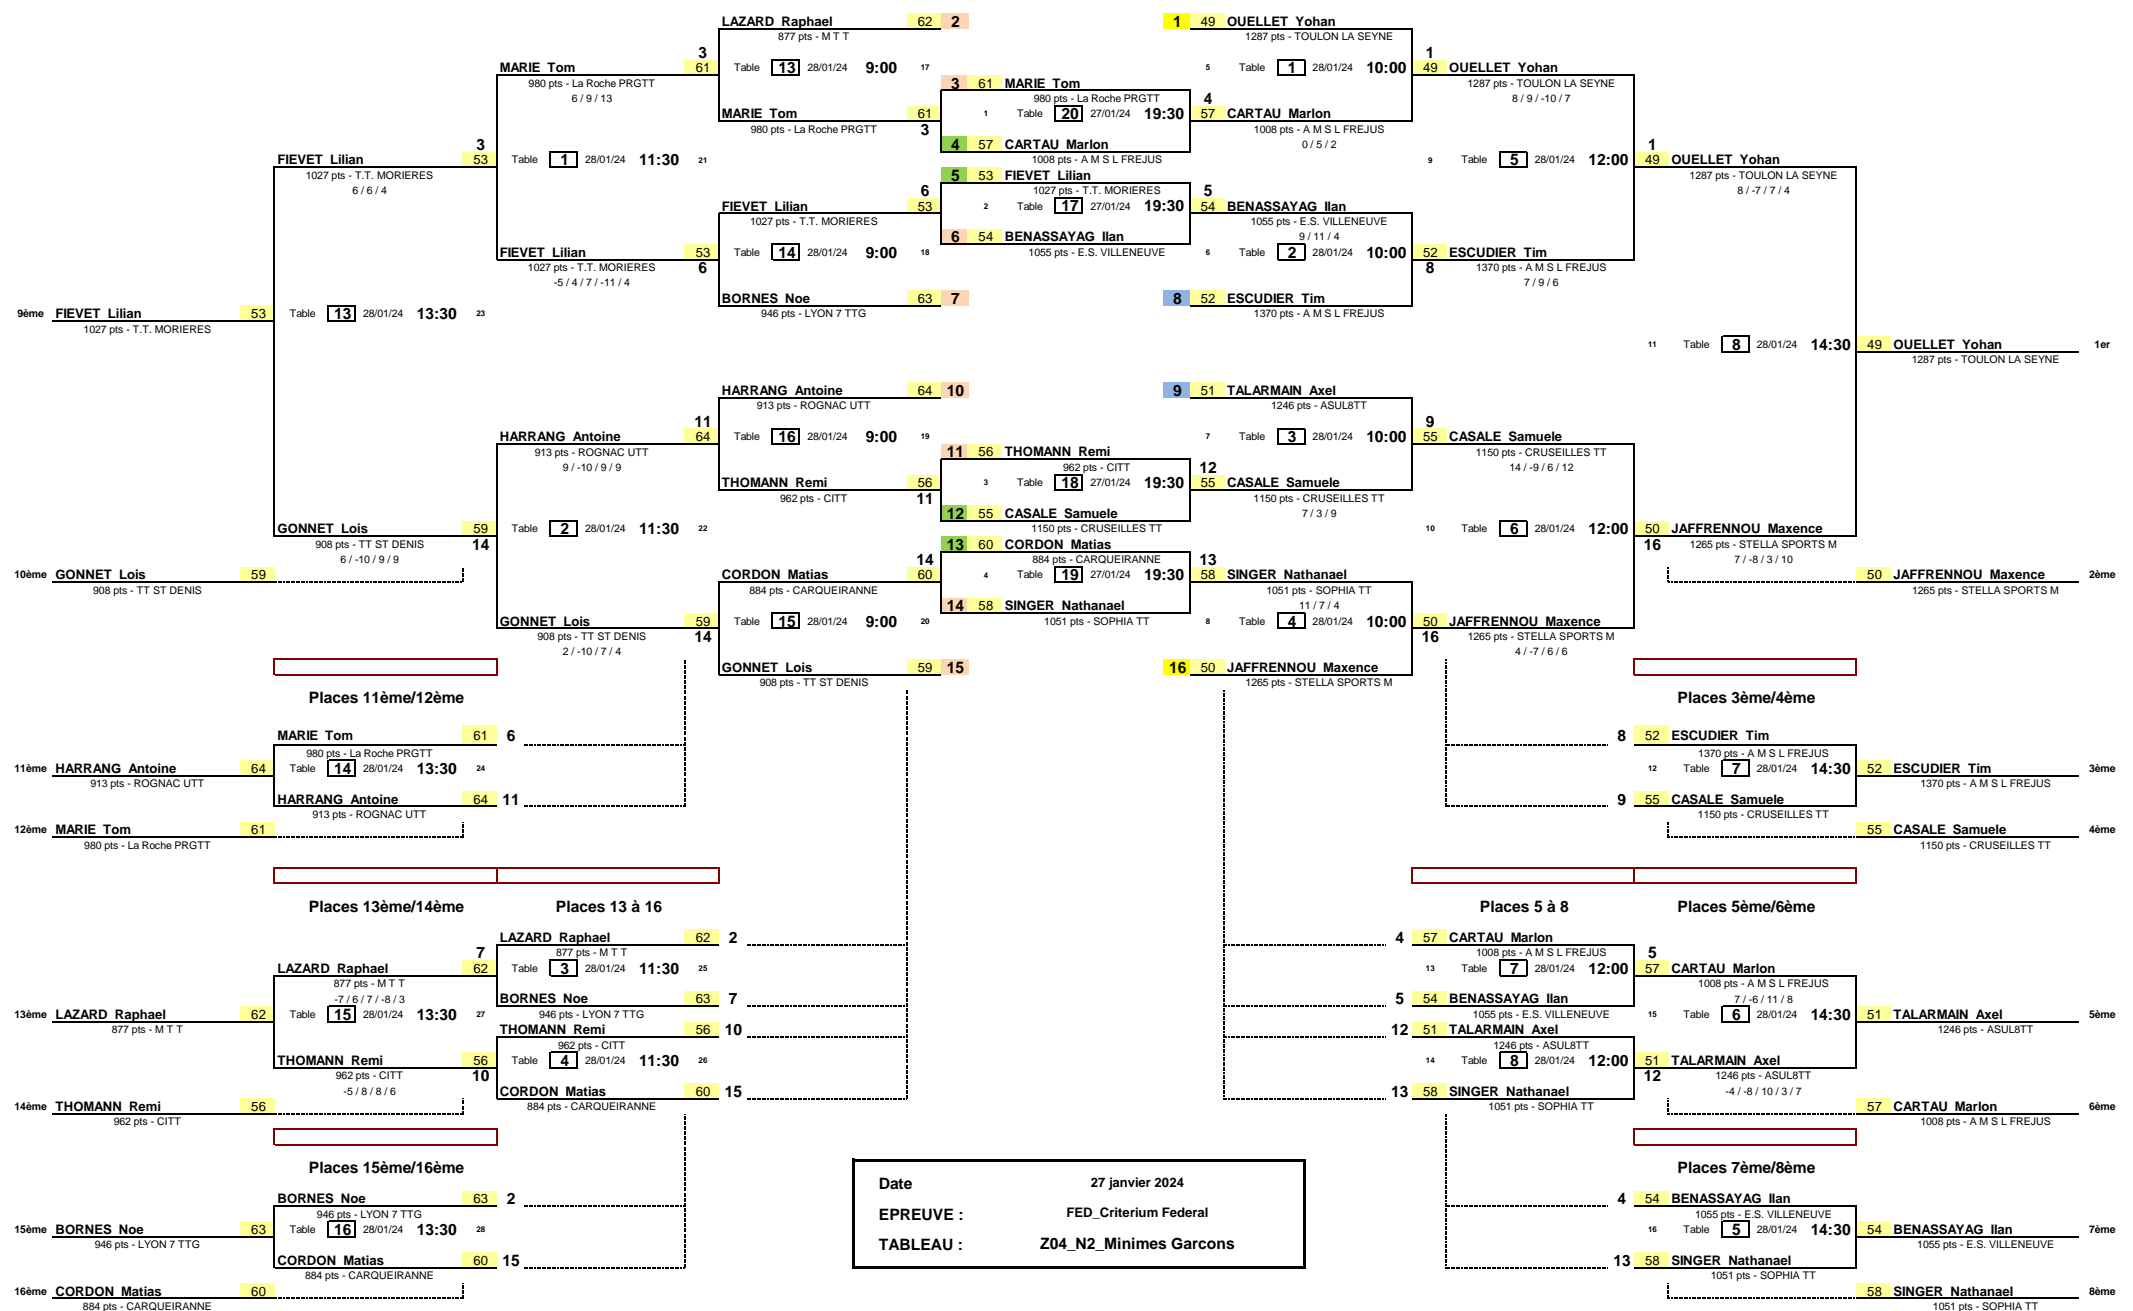 LAZARD Raphael 62 2
877 pts - M T T
1 49 OUELLET Yohan
1287 pts - TOULON LA SEYNE
3
MARIE Tom 61
980 pts - La Roche PRGTT
6 / 9 / 13
Table 13 28/01/24 9:00 17
5 Table 1 28/01/24 10:00
1
49 OUELLET Yohan
1287 pts - TOULON LA SEYNE
8 / 9 / -10 / 7
3 61 MARIE Tom
980 pts - La Roche PRGTT
MARIE Tom 61
980 pts - La Roche PRGTT
3
1 Table 20 27/01/24 19:30
4
57 CARTAU Marlon
1008 pts - A M S L FREJUS
0 / 5 / 2
4 57 CARTAU Marlon
1008 pts - A M S L FREJUS
3
FIEVET Lilian 53
1027 pts - T.T. MORIERES
6 / 6 / 4
Table 1 28/01/24 11:30 21
9 Table 5 28/01/24 12:00
1
49 OUELLET Yohan
1287 pts - TOULON LA SEYNE
8 / -7 / 7 / 4
5 53 FIEVET Lilian
1027 pts - T.T. MORIERES
6
FIEVET Lilian 53
1027 pts - T.T. MORIERES
2 Table 17 27/01/24 19:30
5
54 BENASSAYAG Ilan
1055 pts - E.S. VILLENEUVE
9 / 11 / 4
6 54 BENASSAYAG Ilan
1055 pts - E.S. VILLENEUVE
FIEVET Lilian 53
1027 pts - T.T. MORIERES
6
-5 / 4 / 7 / -11 / 4
Table 14 28/01/24 9:00 18
6 Table 2 28/01/24 10:00
52 ESCUDIER Tim
8
1370 pts - A M S L FREJUS
7 / 9 / 6
BORNES Noe 63 7
946 pts - LYON 7 TTG
8 52 ESCUDIER Tim
1370 pts - A M S L FREJUS
9ème FIEVET Lilian 53
1027 pts - T.T. MORIERES
Table 13 28/01/24 13:30 23
11 Table 8 28/01/24 14:30
49 OUELLET Yohan 1er
1287 pts - TOULON LA SEYNE
HARRANG Antoine 64 10
913 pts - ROGNAC UTT
9 51 TALARMAIN Axel
1246 pts - ASUL8TT
11
HARRANG Antoine 64
913 pts - ROGNAC UTT
9 / -10 / 9 / 9
Table 16 28/01/24 9:00 19
7 Table 3 28/01/24 10:00
9
55 CASALE Samuele
1150 pts - CRUSEILLES TT
14 / -9 / 6 / 12
11 56 THOMANN Remi
962 pts - CITT
THOMANN Remi 56
962 pts - CITT
11
3 Table 18 27/01/24 19:30
12
55 CASALE Samuele
1150 pts - CRUSEILLES TT
7 / 3 / 9
12 55 CASALE Samuele
1150 pts - CRUSEILLES TT
GONNET Lois 59
908 pts - TT ST DENIS
14
6 / -10 / 9 / 9
Table 2 28/01/24 11:30 22
10 Table 6 28/01/24 12:00
50 JAFFRENNOU Maxence
16
1265 pts - STELLA SPORTS M
7 / -8 / 3 / 10
13 60 CORDON Matias
884 pts - CARQUEIRANNE
10ème GONNET Lois 59
908 pts - TT ST DENIS
14
CORDON Matias 60
884 pts - CARQUEIRANNE
4 Table 19 27/01/24 19:30
13
58 SINGER Nathanael
1051 pts - SOPHIA TT
11 / 7 / 4
50 JAFFRENNOU Maxence 2ème
1265 pts - STELLA SPORTS M
14 58 SINGER Nathanael
1051 pts - SOPHIA TT
GONNET Lois 59
908 pts - TT ST DENIS
14
2 / -10 / 7 / 4
Table 15 28/01/24 9:00 20
8 Table 4 28/01/24 10:00
50 JAFFRENNOU Maxence
16
1265 pts - STELLA SPORTS M
4 / -7 / 6 / 6
GONNET Lois 59 15
908 pts - TT ST DENIS
16 50 JAFFRENNOU Maxence
1265 pts - STELLA SPORTS M
Places 11ème/12ème
Places 3ème/4ème
MARIE Tom 61 6
980 pts - La Roche PRGTT
8 52 ESCUDIER Tim
1370 pts - A M S L FREJUS
11ème HARRANG Antoine 64
913 pts - ROGNAC UTT
Table 14 28/01/24 13:30 24
12 Table 7 28/01/24 14:30
52 ESCUDIER Tim 3ème
1370 pts - A M S L FREJUS
HARRANG Antoine 64 11
913 pts - ROGNAC UTT
9 55 CASALE Samuele
1150 pts - CRUSEILLES TT
12ème MARIE Tom 61
980 pts - La Roche PRGTT
55 CASALE Samuele 4ème
1150 pts - CRUSEILLES TT
Places 13ème/14ème
Places 13 à 16
Places 5 à 8
Places 5ème/6ème
LAZARD Raphael 62 2
877 pts - M T T
4 57 CARTAU Marlon
1008 pts - A M S L FREJUS
7
LAZARD Raphael 62
877 pts - M T T
-7 / 6 / 7 / -8 / 3
Table 3 28/01/24 11:30 25
13 Table 7 28/01/24 12:00
5
57 CARTAU Marlon
1008 pts - A M S L FREJUS
7 / -6 / 11 / 8
BORNES Noe 63 7
946 pts - LYON 7 TTG
5 54 BENASSAYAG Ilan
1055 pts - E.S. VILLENEUVE
13ème LAZARD Raphael 62
877 pts - M T T
Table 15 28/01/24 13:30 27
15 Table 6 28/01/24 14:30
51 TALARMAIN Axel 5ème
1246 pts - ASUL8TT
THOMANN Remi 56 10
962 pts - CITT
12 51 TALARMAIN Axel
1246 pts - ASUL8TT
THOMANN Remi 56
962 pts - CITT
10
-5 / 8 / 8 / 6
Table 4 28/01/24 11:30 26
14 Table 8 28/01/24 12:00
51 TALARMAIN Axel
12
1246 pts - ASUL8TT
-4 / -8 / 10 / 3 / 7
CORDON Matias 60 15
884 pts - CARQUEIRANNE
13 58 SINGER Nathanael
1051 pts - SOPHIA TT
14ème THOMANN Remi 56
962 pts - CITT
57 CARTAU Marlon 6ème
1008 pts - A M S L FREJUS
Places 15ème/16ème
Places 7ème/8ème
Date 27 janvier 2024
EPREUVE : FED_Criterium Federal
TABLEAU : Z04_N2_Minimes Garcons
BORNES Noe 63 2
946 pts - LYON 7 TTG
4 54 BENASSAYAG Ilan
1055 pts - E.S. VILLENEUVE
15ème BORNES Noe 63
946 pts - LYON 7 TTG
Table 16 28/01/24 13:30 28
16 Table 5 28/01/24 14:30
54 BENASSAYAG Ilan 7ème
1055 pts - E.S. VILLENEUVE
CORDON Matias 60 15
884 pts - CARQUEIRANNE
13 58 SINGER Nathanael
1051 pts - SOPHIA TT
16ème CORDON Matias 60
884 pts - CARQUEIRANNE
58 SINGER Nathanael 8ème
1051 pts - SOPHIA TT